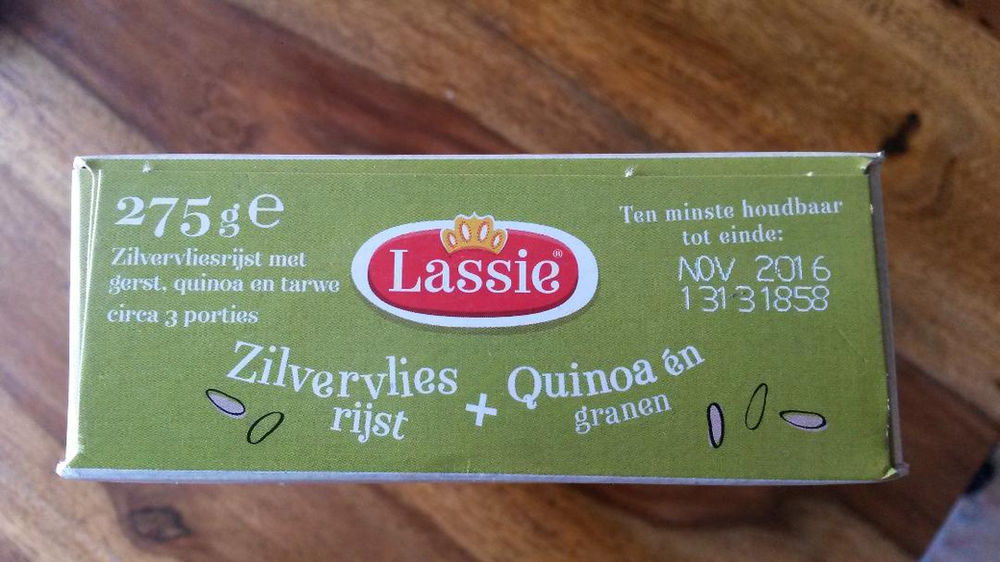 275 g ℮
Zilvervliesrijst met
gerst, quinoa en tarwe
circa 3 porties
Lassie®
Ten minste houdbaar
tot einde:
NOV 2016
13131858
Zilvervlies
rijst
+
Quinoa én
granen